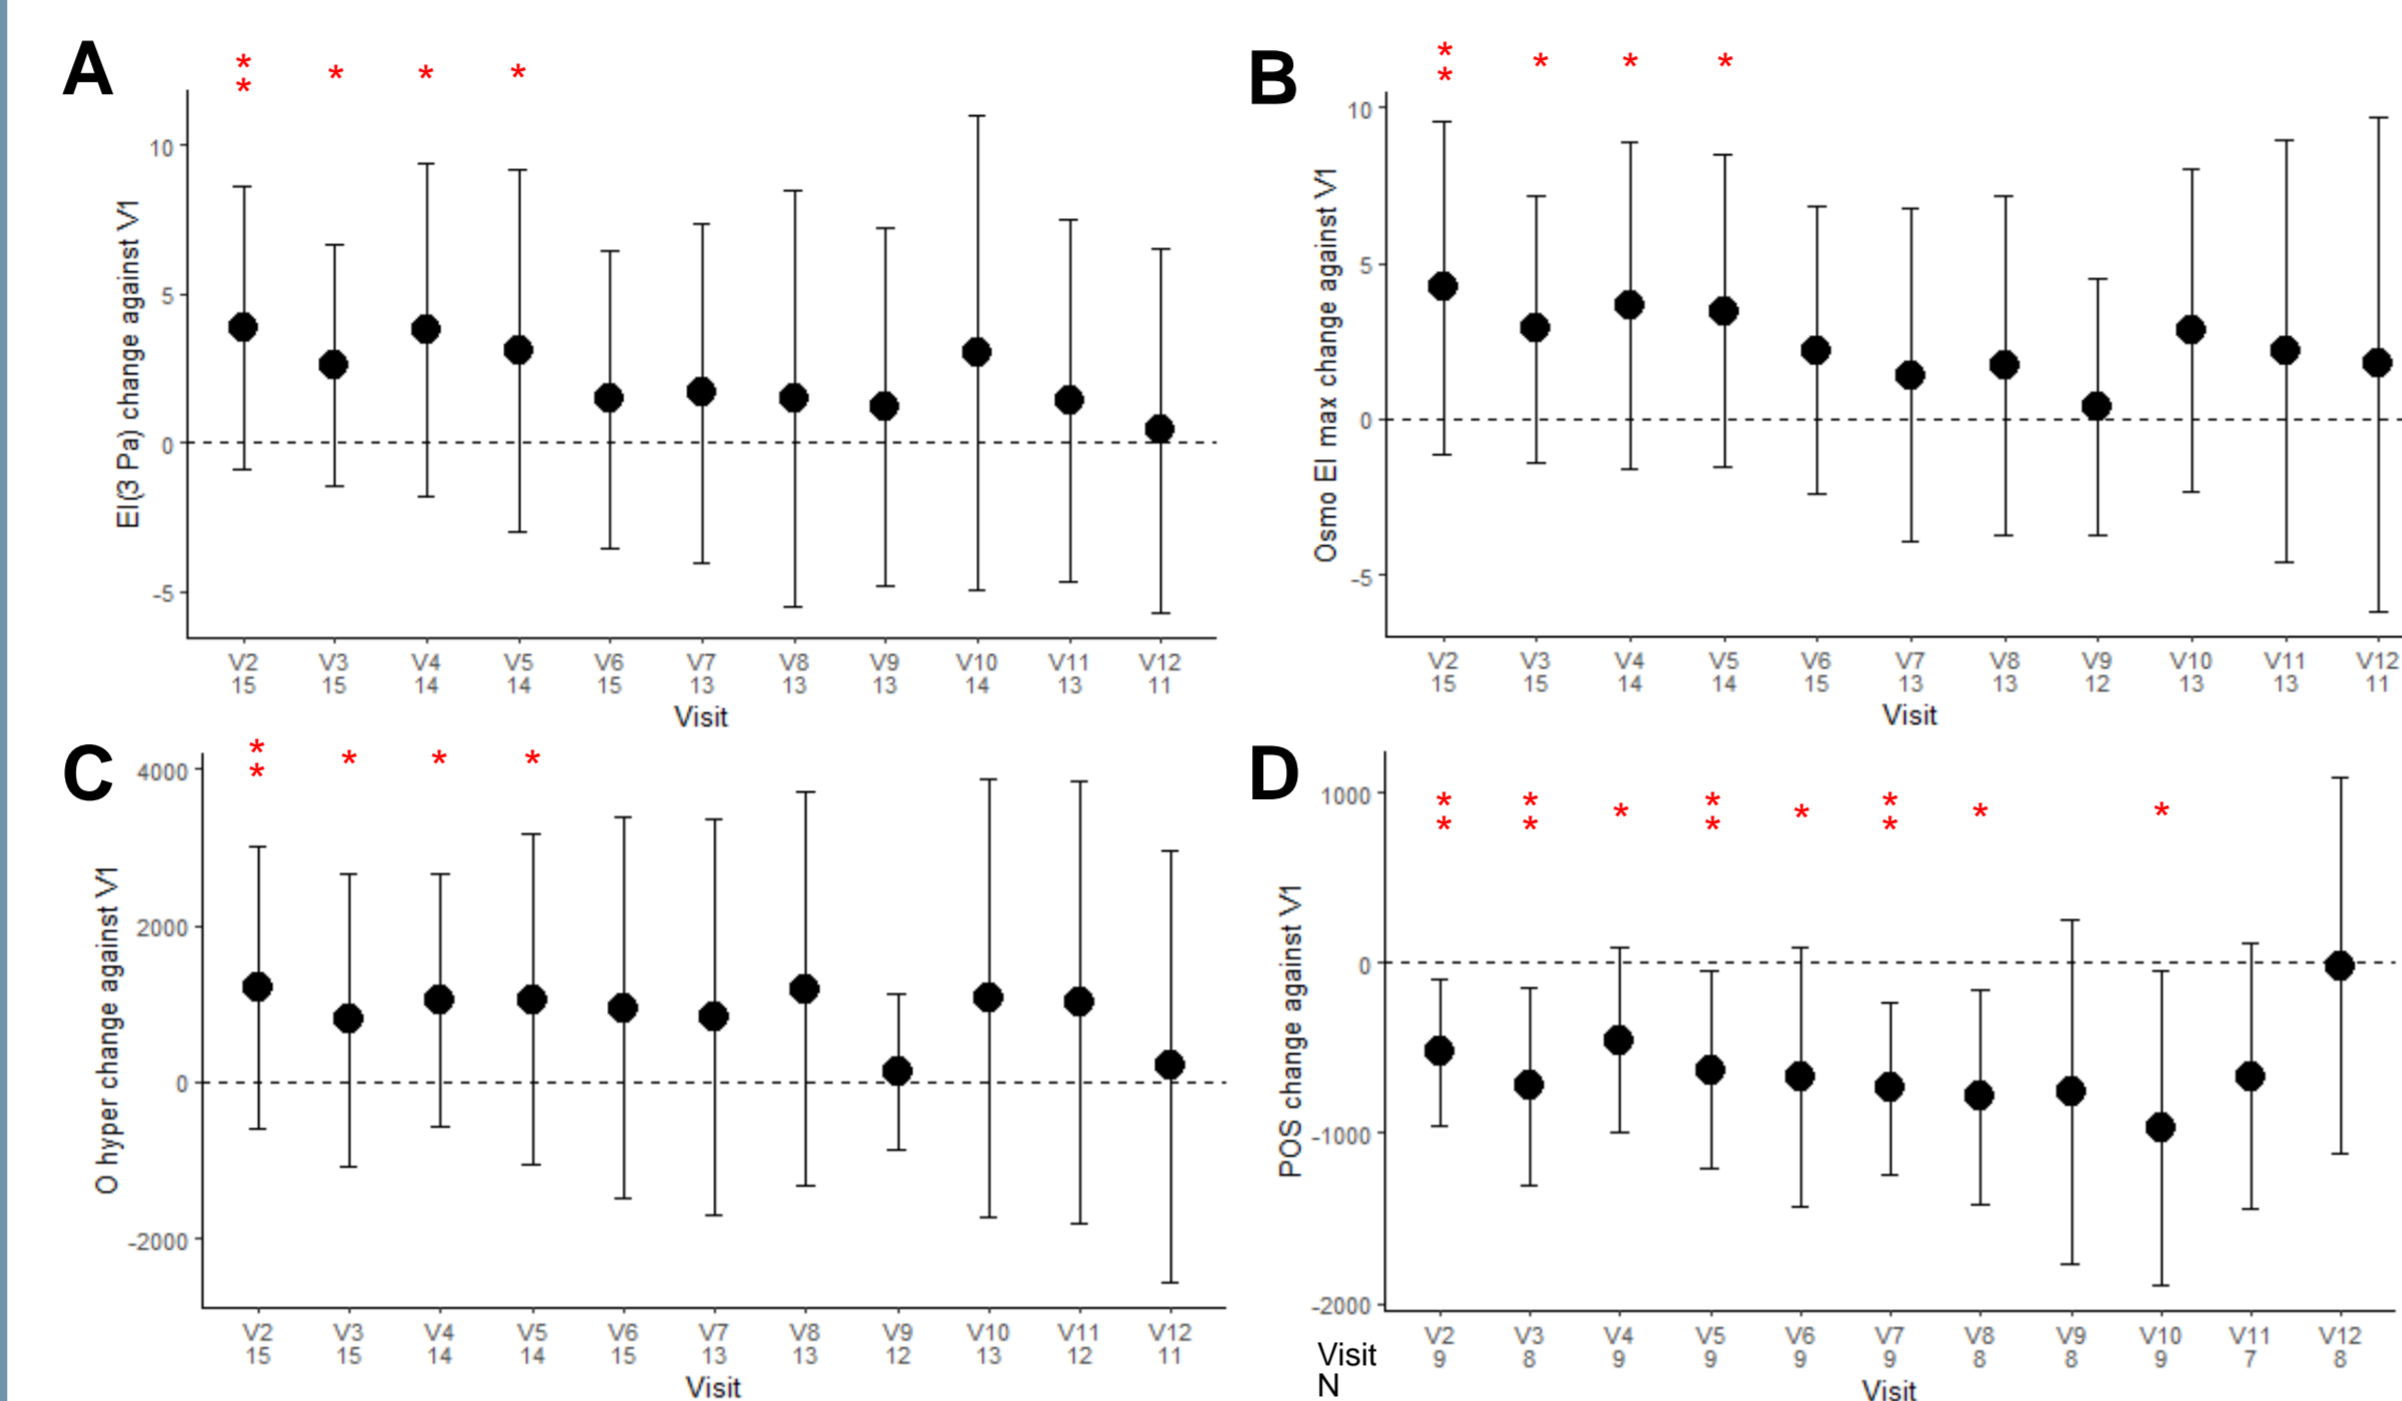 A
* * * * *
EI(3 Pa) change against V1
10
5
0
-5
V2 V3 V4 V5 V6 V7 V8 V9 V10 V11 V12
15 15 14 14 15 13 13 13 14 13 11
Visit
B
* * * * *
Osmo EI max change against V1
10
5
0
-5
V2 V3 V4 V5 V6 V7 V8 V9 V10 V11 V12
15 15 14 14 15 13 13 12 13 13 11
Visit
C
* * * * *
O hyper change against V1
4000
2000
0
-2000
V2 V3 V4 V5 V6 V7 V8 V9 V10 V11 V12
15 15 14 14 15 13 13 12 13 12 11
Visit
D
* * * * * * * * * * * *
POS change against V1
1000
0
-1000
-2000
V2 V3 V4 V5 V6 V7 V8 V9 V10 V11 V12
Visit 9 8 9 9 9 9 8 8 9 7 8
N
Visit